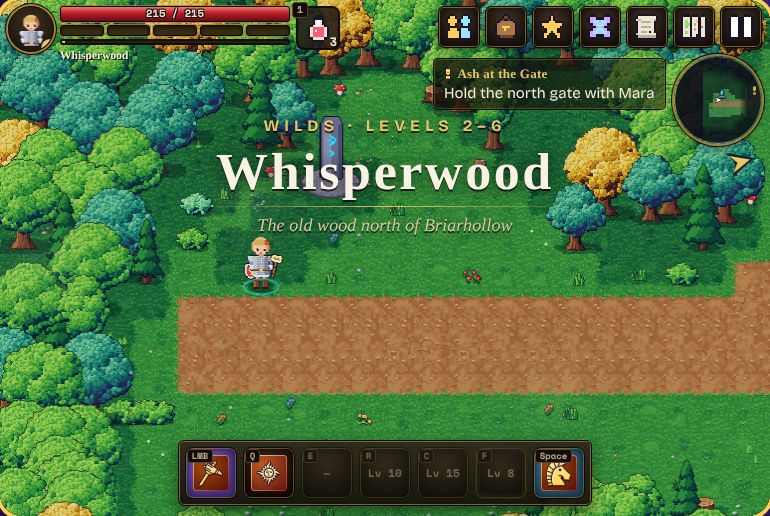 215 / 215
1
3
Whisperwood
! Ash at the Gate
Hold the north gate with Mara
!
WILDS · LEVELS 2–6
Whisperwood
The old wood north of Briarhollow
LMB
Q
E
–
R
Lv 10
C
Lv 15
F
Lv 8
Space